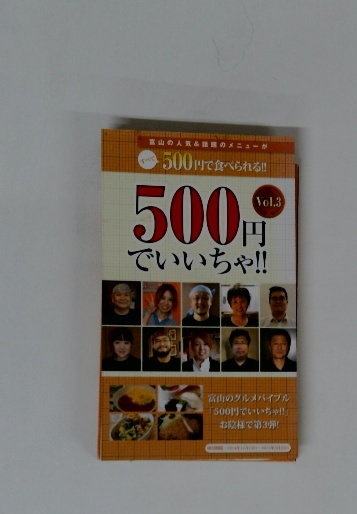 富山の人気&話題のメニューが
すべて
500円で食べられる!!
Vol.3
500円
でいいちゃ!!
富山のグルメバイブル
「500円でいいちゃ!!」
お陰様で第3弾!